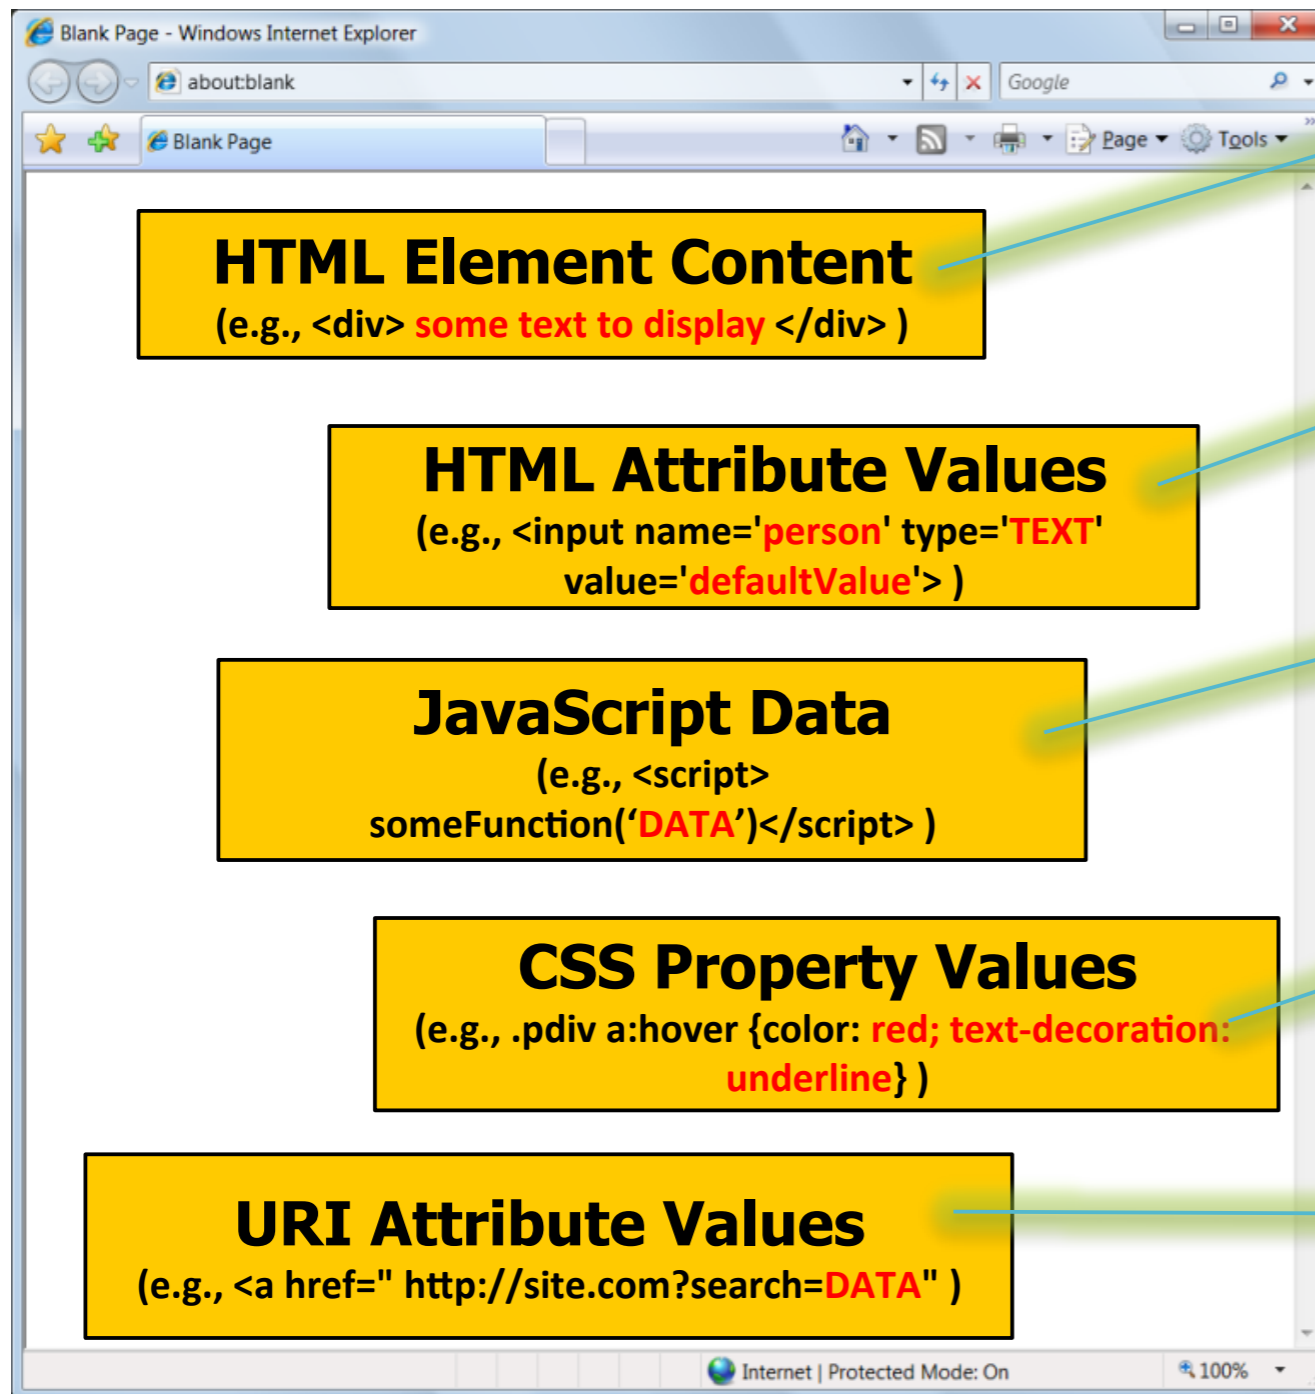 Blank Page - Windows Internet Explorer
about:blank
Google
Blank Page
Page
Tools
HTML Element Content
(e.g., <div> some text to display </div> )
HTML Attribute Values
(e.g., <input name='person' type='TEXT'
value='defaultValue'> )
JavaScript Data
(e.g., <script>
someFunction(‘DATA’)</script> )
CSS Property Values
(e.g., .pdiv a:hover {color: red; text-decoration:
underline} )
URI Attribute Values
(e.g., <a href=" http://site.com?search=DATA" )
Internet | Protected Mode: On
100%